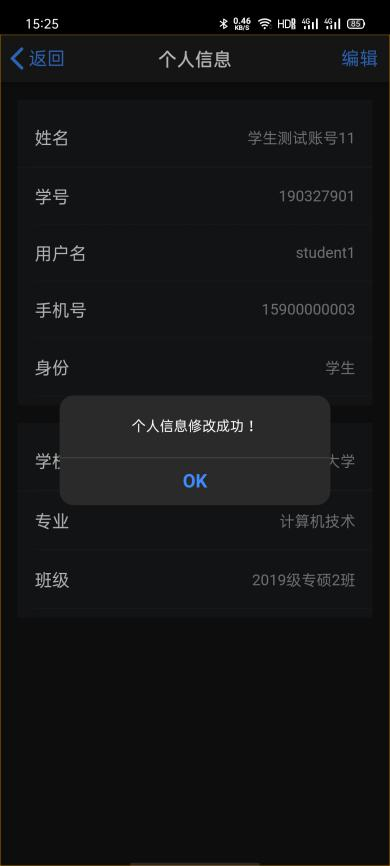 15:25
0.46 KB/S HD 4G 4G 85
返回 个人信息 编辑
姓名 学生测试账号11
学号 190327901
用户名 student1
手机号 15900000003
身份 学生
个人信息修改成功！
学 大学
OK
专业 计算机技术
班级 2019级专硕2班